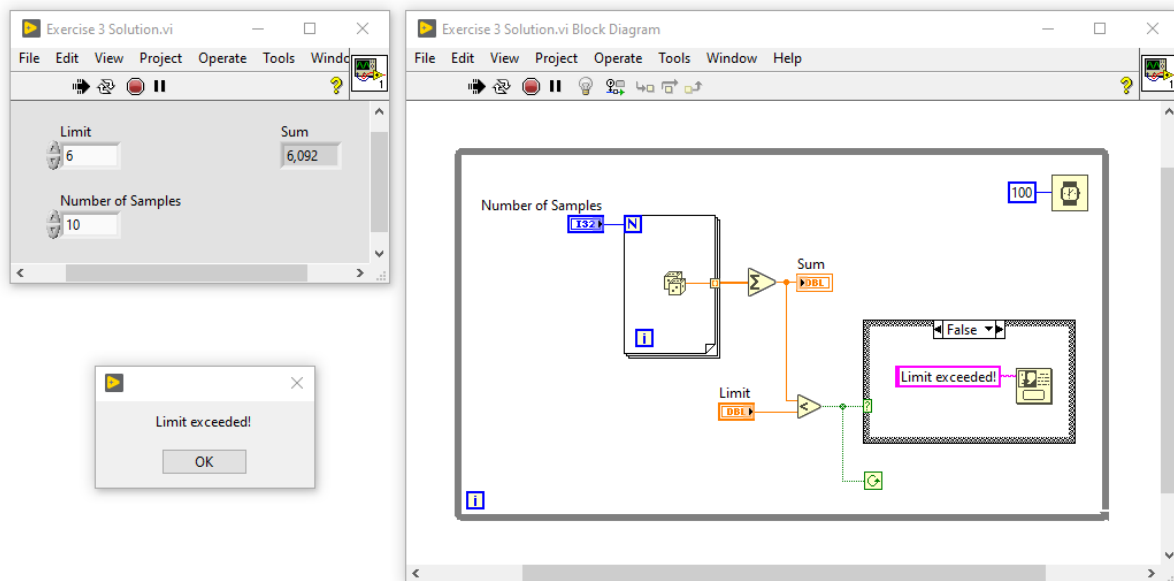 Exercise 3 Solution.vi
File Edit View Project Operate Tools Windo
1
Limit
6
Sum
6,092
Number of Samples
10
Limit exceeded!
OK
Exercise 3 Solution.vi Block Diagram
File Edit View Project Operate Tools Window Help
1
100
Number of Samples
I32
N
i
Sum
DBL
False
Limit exceeded!
Limit
DBL
?
i